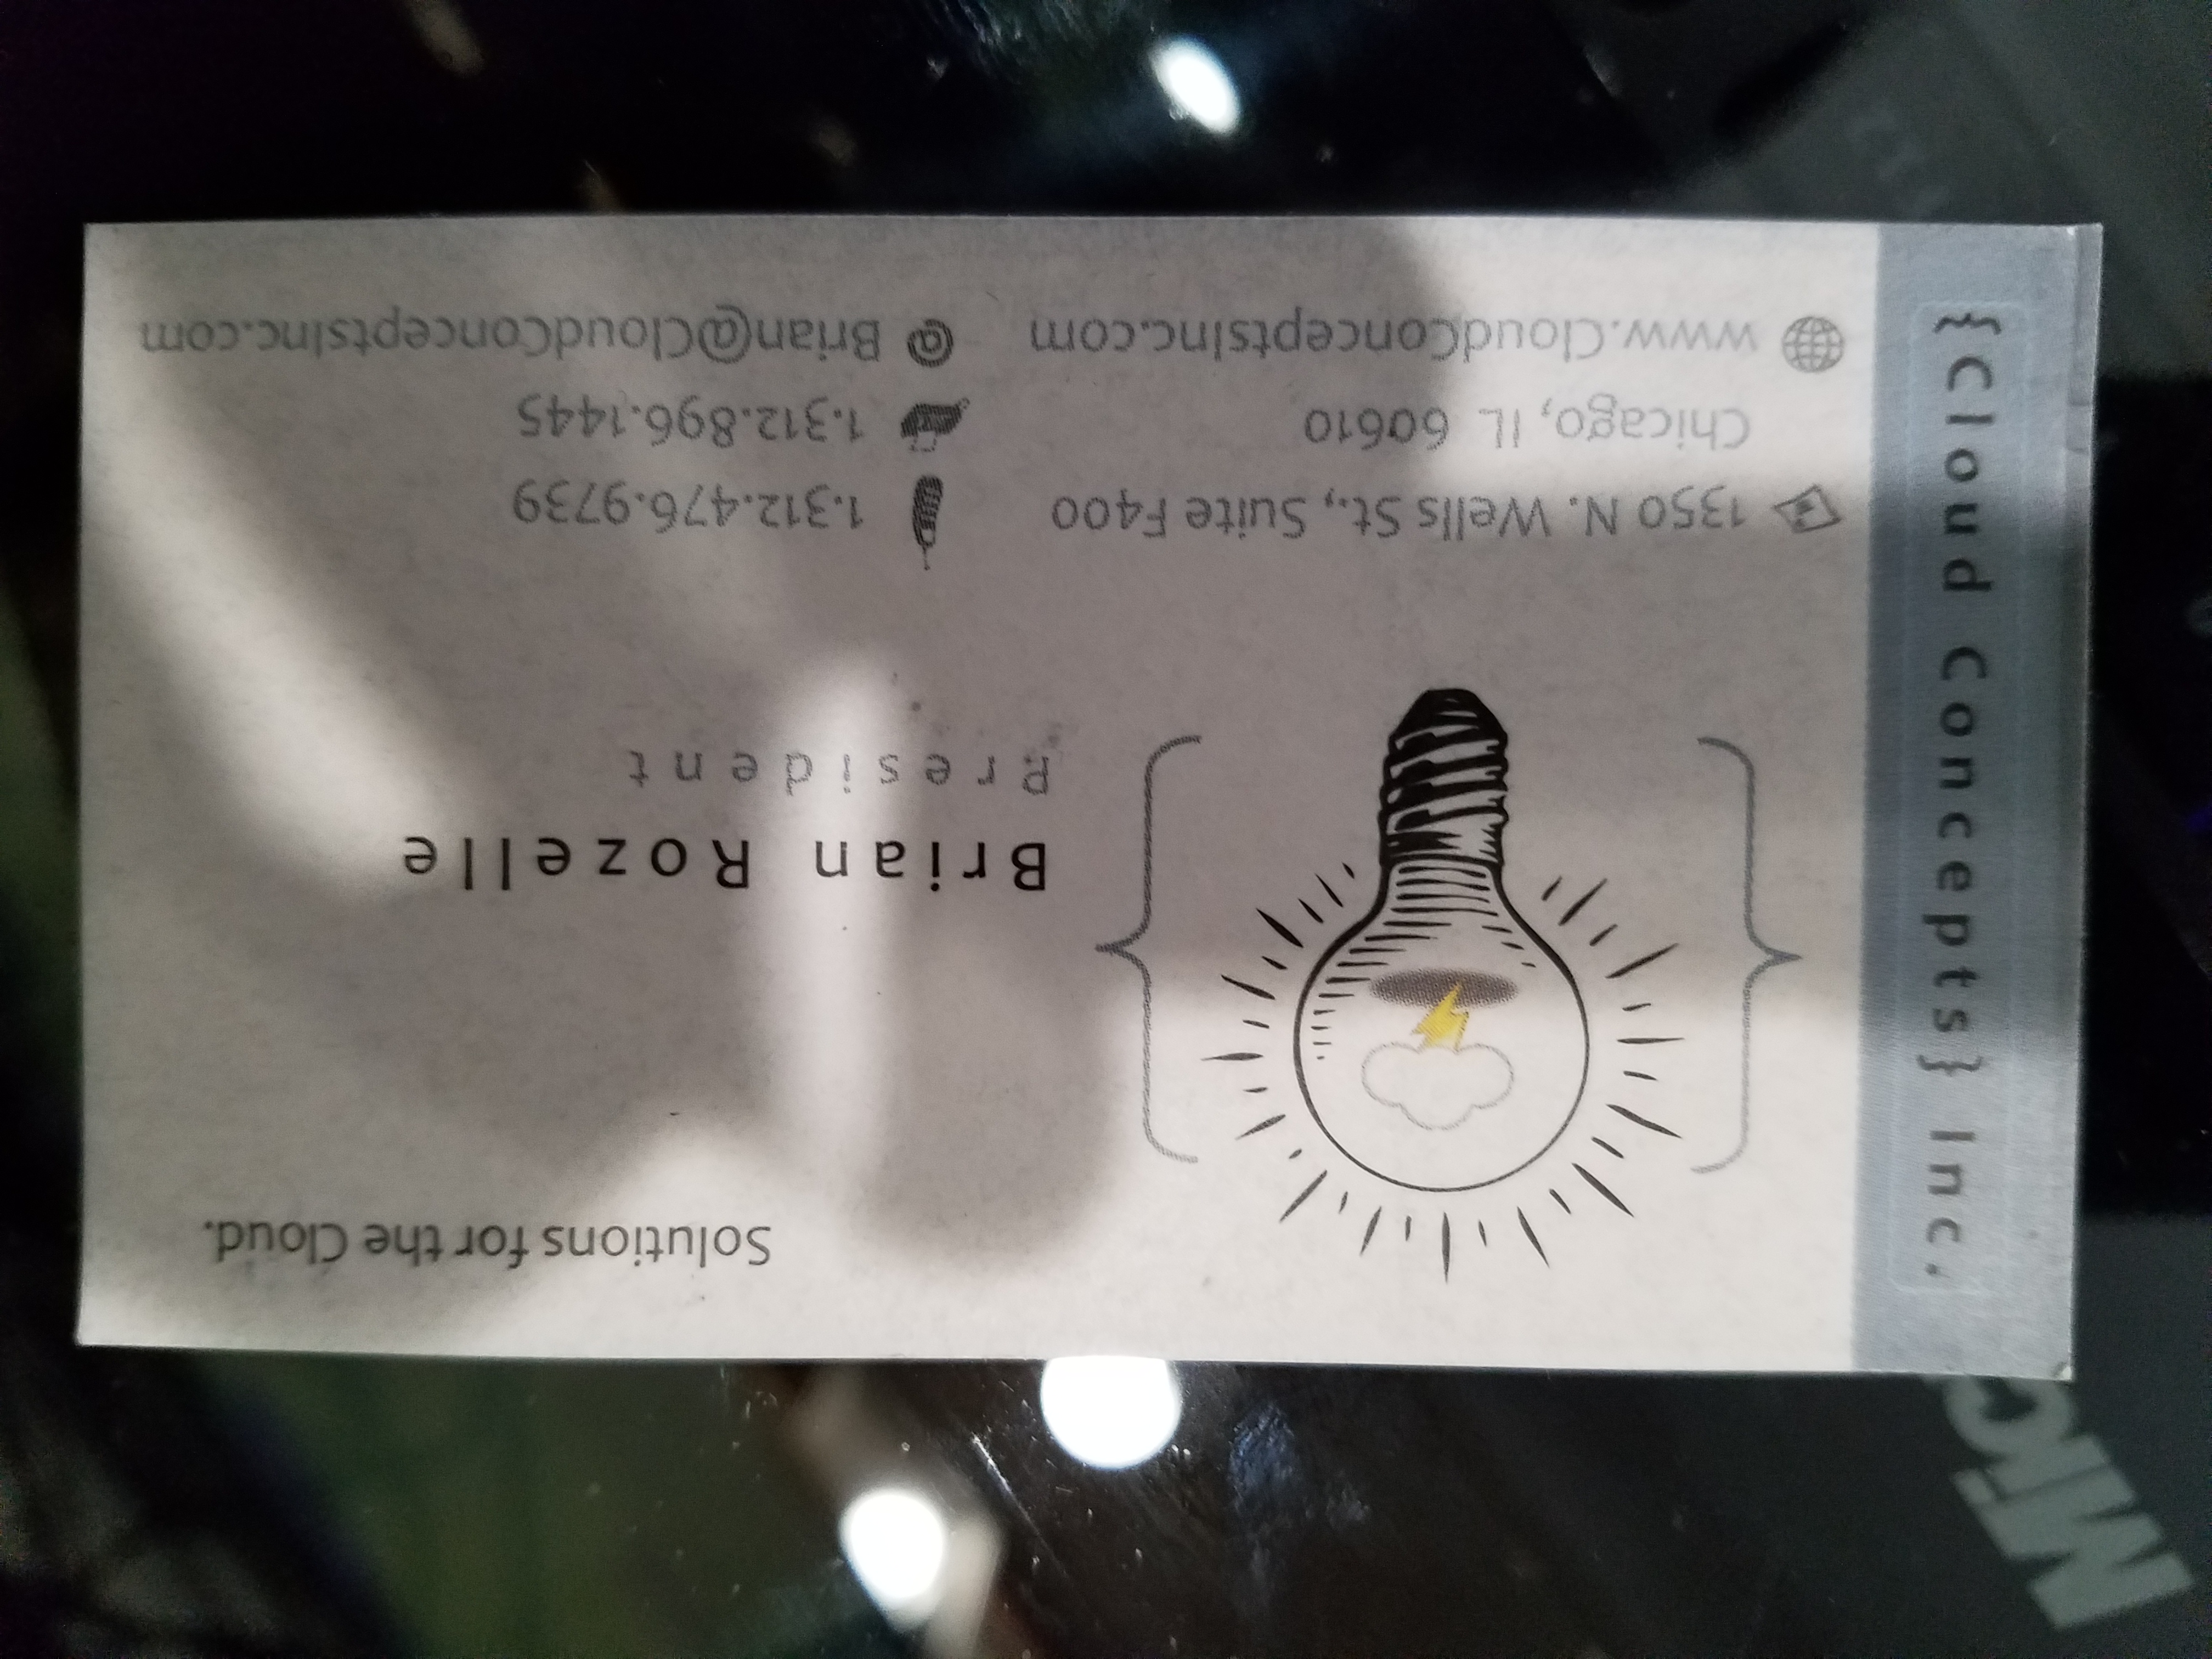 {Cloud Concepts} Inc.
Solutions for the Cloud.
Brian Rozelle
President
1350 N. Wells St., Suite F400
Chicago, IL 60610
www.CloudConceptsInc.com
1.312.476.9739
1.312.896.1445
@ Brian@CloudConceptsInc.com
MIC